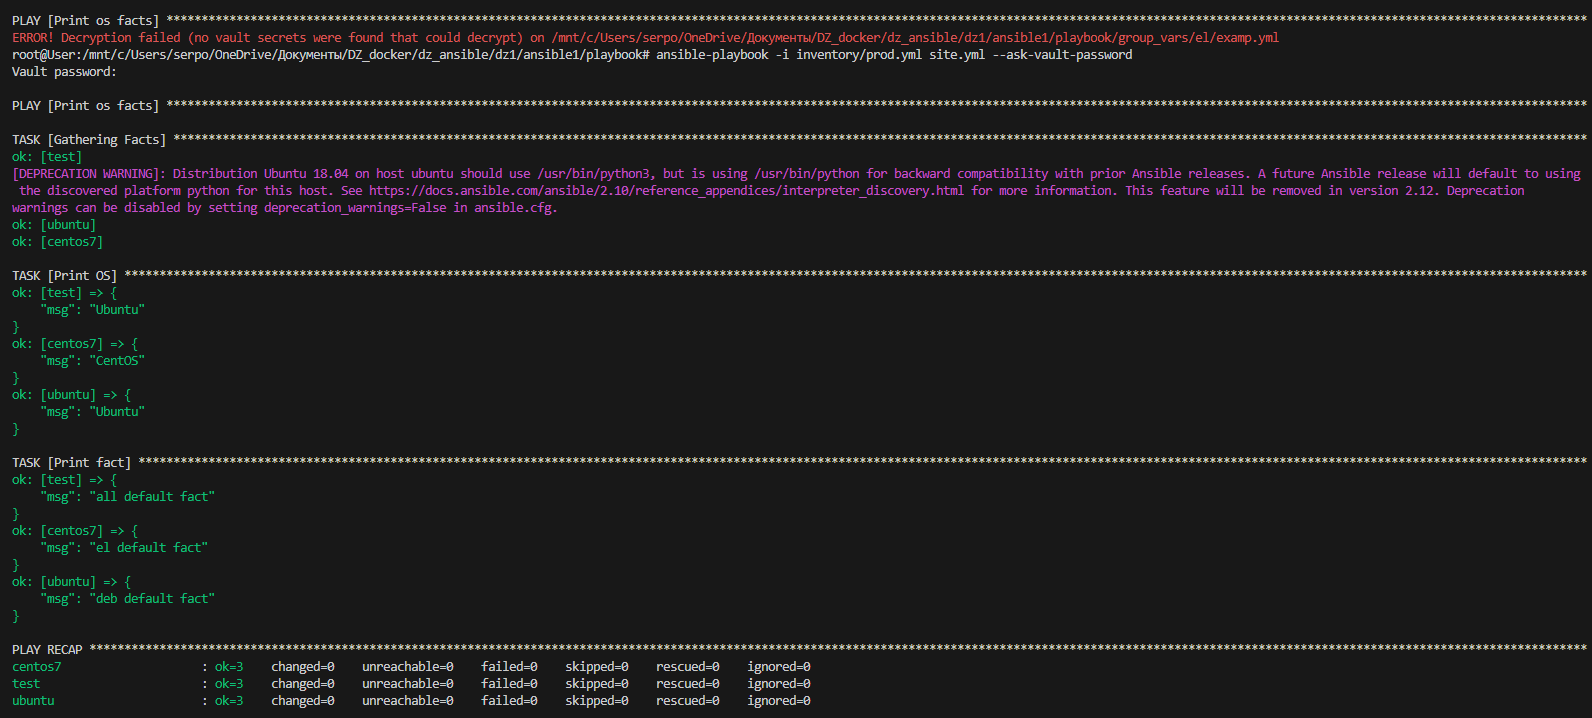 PLAY [Print os facts] ****************************************************************************************************************************************************************************************************
ERROR! Decryption failed (no vault secrets were found that could decrypt) on /mnt/c/Users/serpo/OneDrive/Документы/DZ_docker/dz_ansible/dz1/ansible1/playbook/group_vars/el/examp.yml
root@User:/mnt/c/Users/serpo/OneDrive/Документы/DZ_docker/dz_ansible/dz1/ansible1/playbook# ansible-playbook -i inventory/prod.yml site.yml --ask-vault-password
Vault password:
PLAY [Print os facts] ****************************************************************************************************************************************************************************************************
TASK [Gathering Facts] ***************************************************************************************************************************************************************************************************
ok: [test]
[DEPRECATION WARNING]: Distribution Ubuntu 18.04 on host ubuntu should use /usr/bin/python3, but is using /usr/bin/python for backward compatibility with prior Ansible releases. A future Ansible release will default to using
the discovered platform python for this host. See https://docs.ansible.com/ansible/2.10/reference_appendices/interpreter_discovery.html for more information. This feature will be removed in version 2.12. Deprecation
warnings can be disabled by setting deprecation_warnings=False in ansible.cfg.
ok: [ubuntu]
ok: [centos7]
TASK [Print OS] **********************************************************************************************************************************************************************************************************
ok: [test] => {
    "msg": "Ubuntu"
}
ok: [centos7] => {
    "msg": "CentOS"
}
ok: [ubuntu] => {
    "msg": "Ubuntu"
}
TASK [Print fact] ********************************************************************************************************************************************************************************************************
ok: [test] => {
    "msg": "all default fact"
}
ok: [centos7] => {
    "msg": "el default fact"
}
ok: [ubuntu] => {
    "msg": "deb default fact"
}
PLAY RECAP ***************************************************************************************************************************************************************************************************************
centos7                    : ok=3    changed=0    unreachable=0    failed=0    skipped=0    rescued=0    ignored=0
test                       : ok=3    changed=0    unreachable=0    failed=0    skipped=0    rescued=0    ignored=0
ubuntu                     : ok=3    changed=0    unreachable=0    failed=0    skipped=0    rescued=0    ignored=0